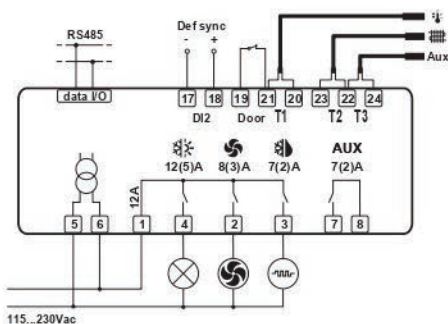 Def sync
RS485
- +
Aux
data I/O
17 18 19 21 20 23 22 24
DI2 Door T1 T2 T3
12(5)A 8(3)A 7(2)A AUX
7(2)A
12A
5 6 1 4 2 3 7 8
115...230Vac